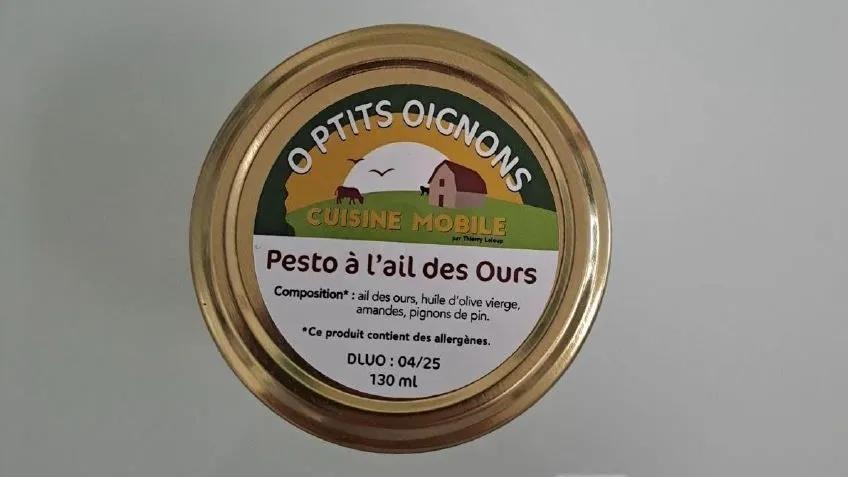 O PTITS OIGNONS
CUISINE MOBILE
par Thierry Leloup
Pesto à l'ail des Ours
Composition* : ail des ours, huile d'olive vierge,
amandes, pignons de pin.
*Ce produit contient des allergènes.
DLUO : 04/25
130 ml